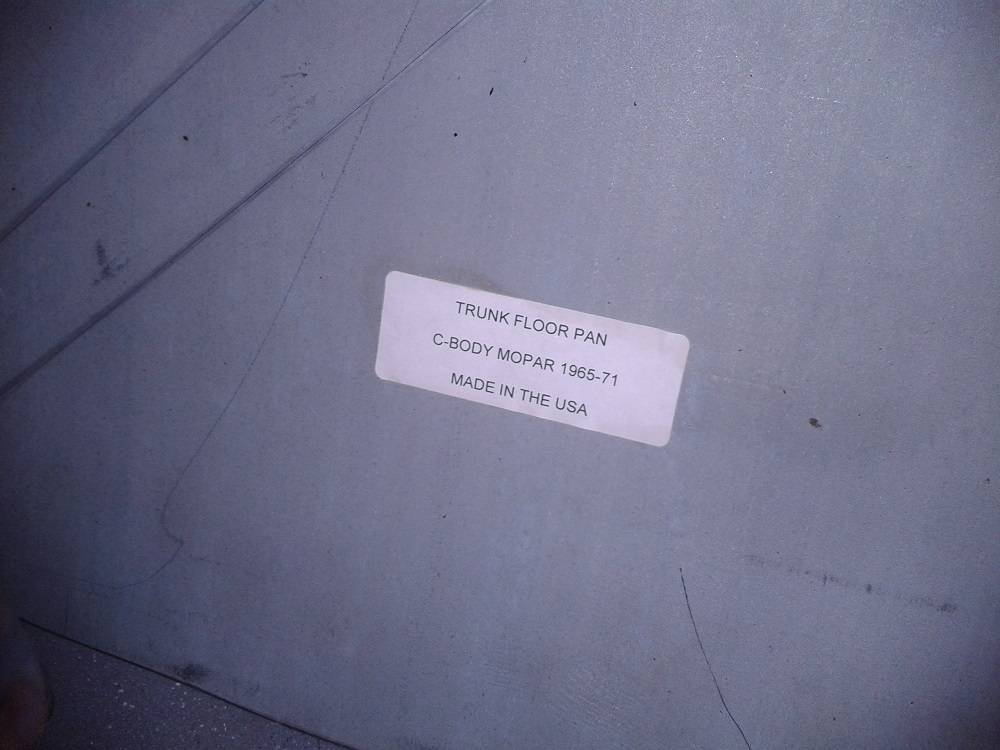 TRUNK FLOOR PAN
C-BODY MOPAR 1965-71
MADE IN THE USA